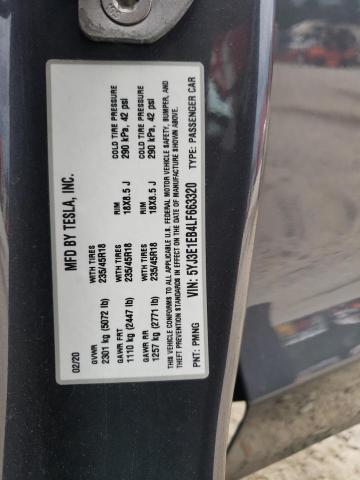 MFD BY TESLA, INC.
02/20
GVWR
2301 kg (5072 lb)
GAWR FRT
1110 kg (2447 lb)
WITH TIRES
235/45R18
RIM
18X8.5 J
COLD TIRE PRESSURE
290 kPa, 42 psi
GAWR RR
1257 kg (2771 lb)
WITH TIRES
235/45R18
RIM
18X8.5 J
COLD TIRE PRESSURE
290 kPa, 42 psi
THIS VEHICLE CONFORMS TO ALL APPLICABLE U.S. FEDERAL MOTOR VEHICLE SAFETY, BUMPER, AND
THEFT PREVENTION STANDARDS IN EFFECT ON THE DATE OF MANUFACTURE SHOWN ABOVE.
VIN: 5YJ3E1EB4LF663320
TYPE: PASSENGER CAR
PNT: PMNG